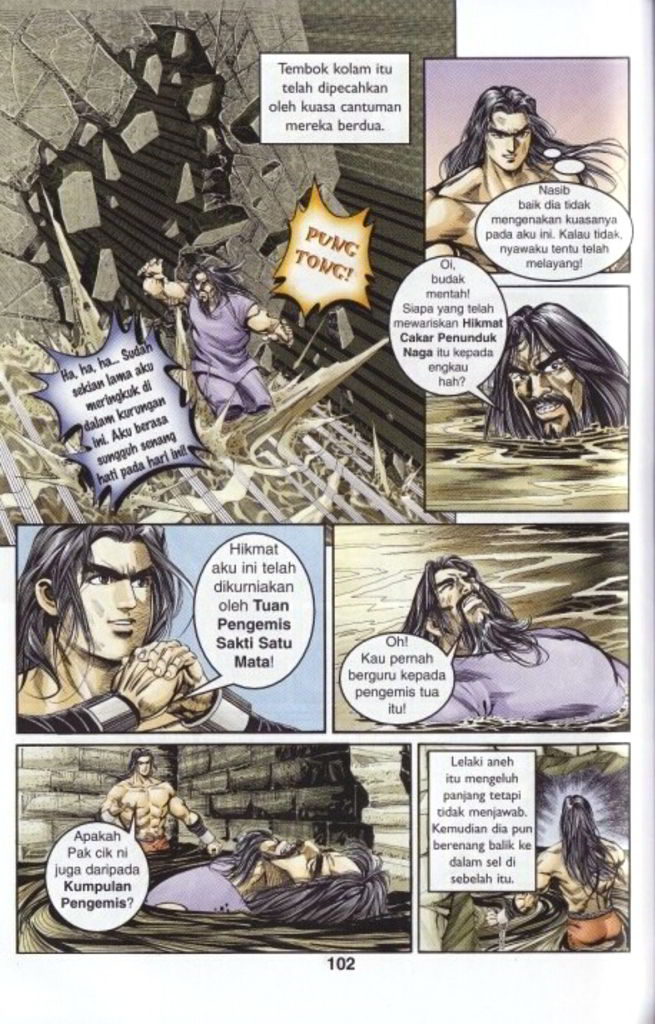 Tembok kolam itu
telah dipecahkan
oleh kuasa cantuman
mereka berdua.
PUNG
TONG!
Ha, ha, ha... Sudah
sekian lama aku
meringkuk di
dalam kurungan
ini. Aku berasa
sungguh senang
hati pada hari ini!
Nasib
baik dia tidak
mengenakan kuasanya
pada aku ini. Kalau tidak,
nyawaku tentu telah
melayang!
Oi,
budak
mentah!
Siapa yang telah
mewariskan Hikmat
Cakar Penunduk
Naga itu kepada
engkau
hah?
Hikmat
aku ini telah
dikurniakan
oleh Tuan
Pengemis
Sakti Satu
Mata!
Oh!
Kau pernah
berguru kepada
pengemis tua
itu!
Apakah
Pak cik ni
juga daripada
Kumpulan
Pengemis?
Lelaki aneh
itu mengeluh
panjang tetapi
tidak menjawab.
Kemudian dia pun
berenang balik ke
dalam sel di
sebelah itu.
102